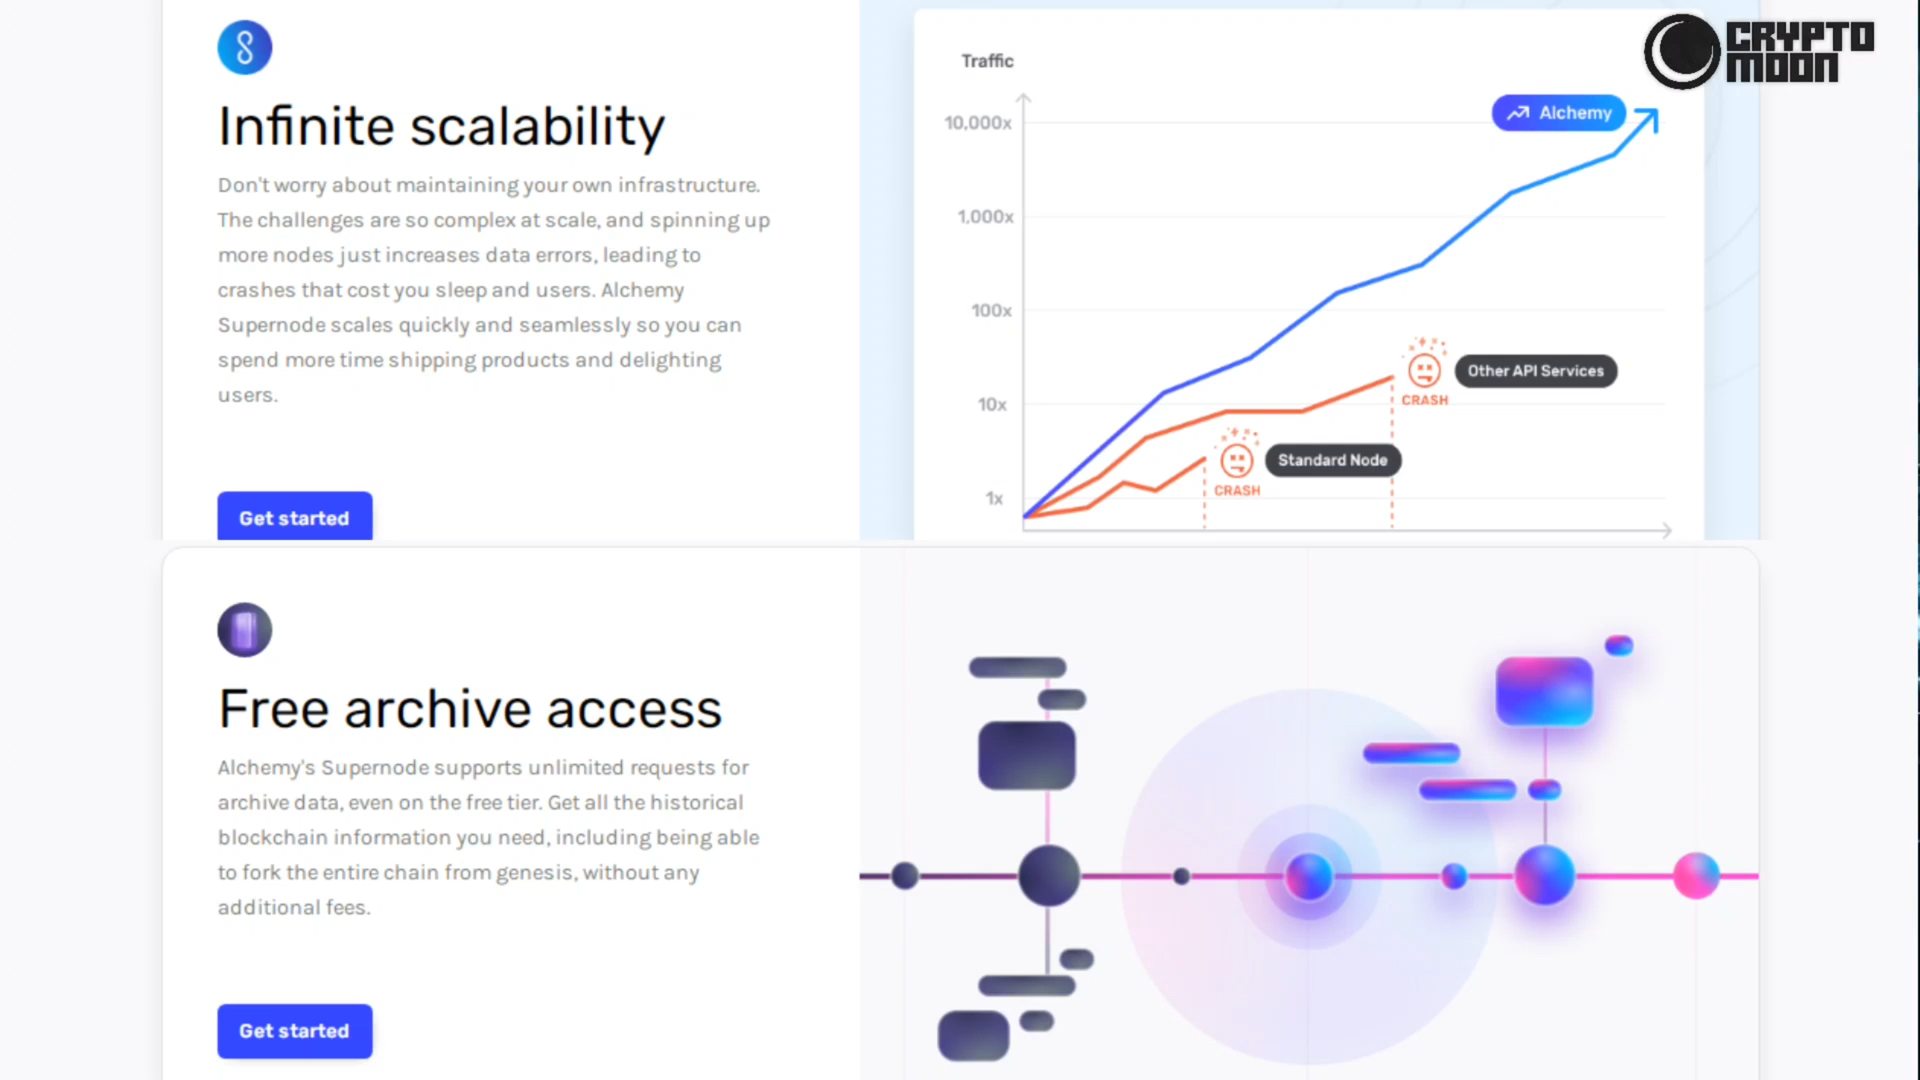 Infinite scalability
Don't worry about maintaining your own infrastructure.
The challenges are so complex at scale, and spinning up
more nodes just increases data errors, leading to
crashes that cost you sleep and users. Alchemy
Supernode scales quickly and seamlessly so you can
spend more time shipping products and delighting
users.
Get started
CRYPTO
MOON
Traffic
10,000x
1,000x
100x
10x
1x
Alchemy
Other API Services
CRASH
Standard Node
CRASH
Free archive access
Alchemy's Supernode supports unlimited requests for
archive data, even on the free tier. Get all the historical
blockchain information you need, including being able
to fork the entire chain from genesis, without any
additional fees.
Get started